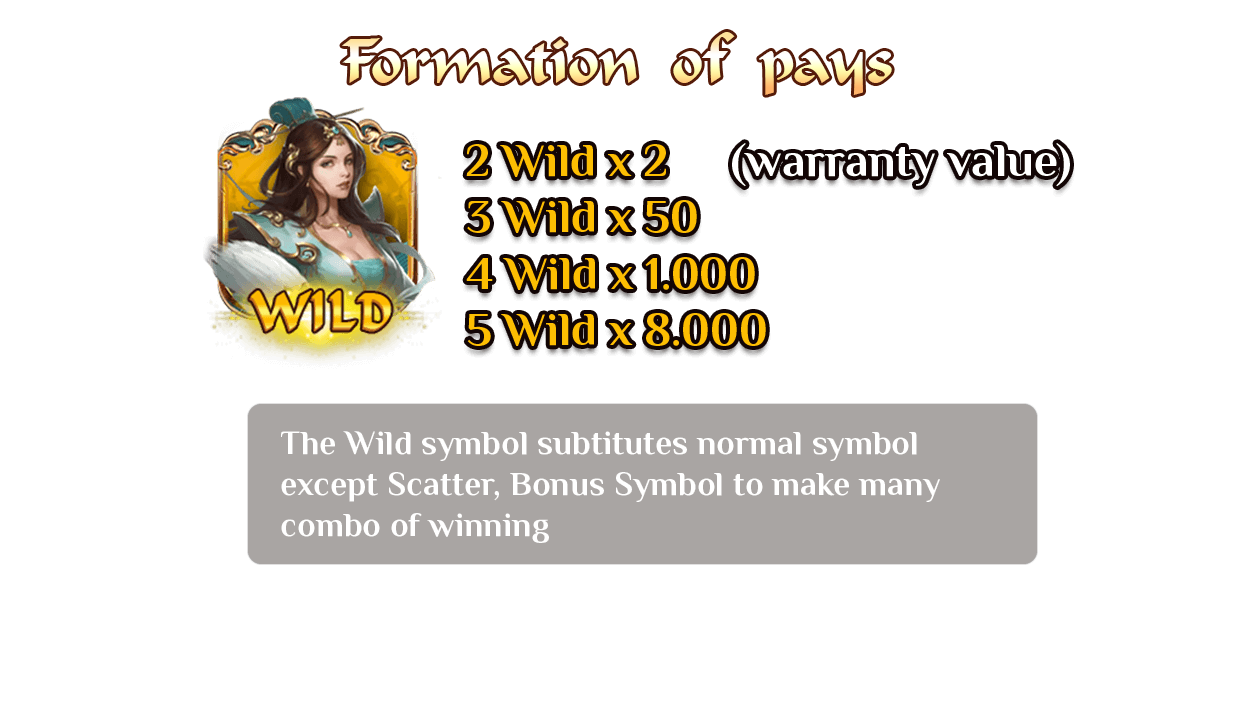 Formation of pays
2 Wild x 2 (warranty value)
3 Wild x 50
4 Wild x 1.000
5 Wild x 8.000
WILD
The Wild symbol subtitutes normal symbol
except Scatter, Bonus Symbol to make many
combo of winning